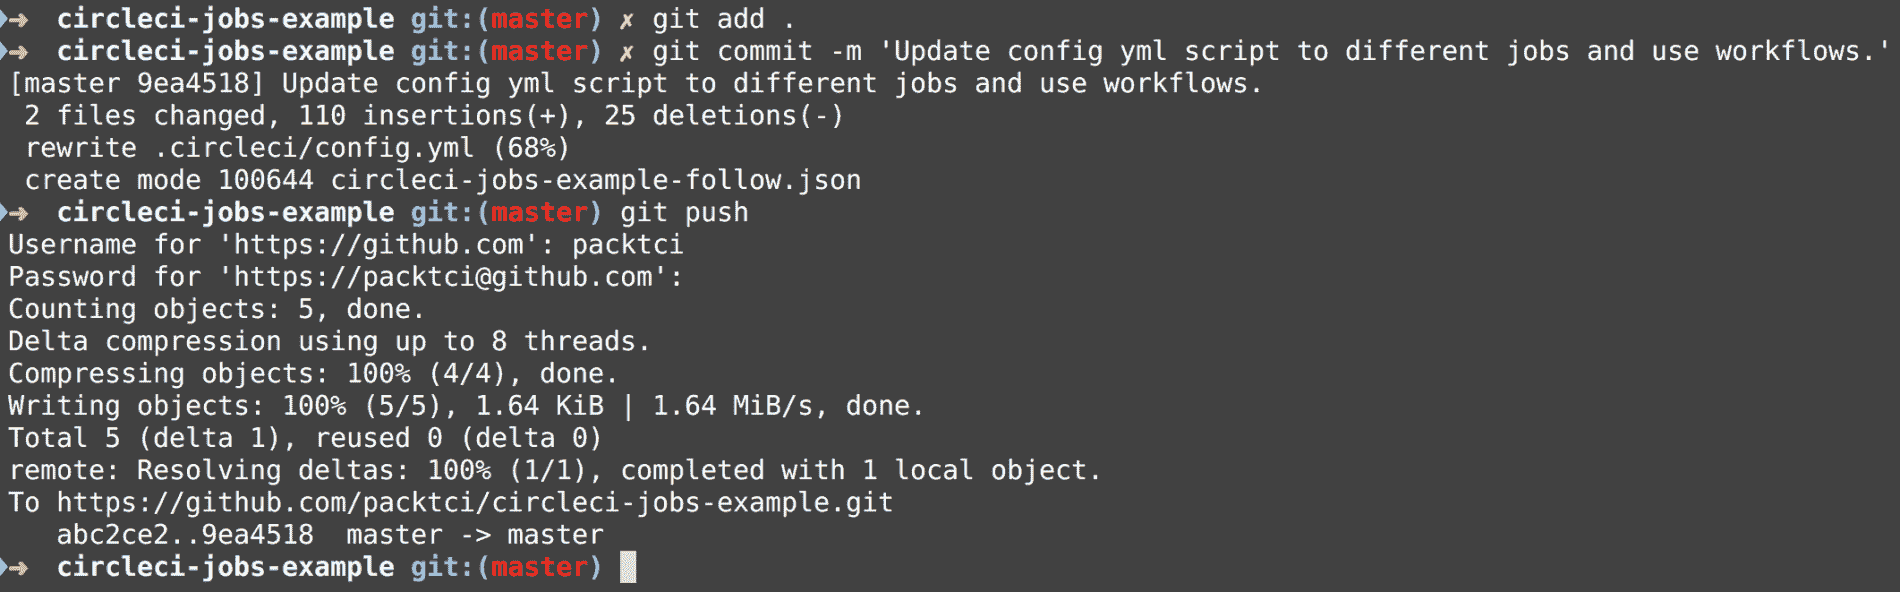 ➜  circleci-jobs-example git:(master) ✗ git add .
➜  circleci-jobs-example git:(master) ✗ git commit -m 'Update config yml script to different jobs and use workflows.'
[master 9ea4518] Update config yml script to different jobs and use workflows.
 2 files changed, 110 insertions(+), 25 deletions(-)
 rewrite .circleci/config.yml (68%)
 create mode 100644 circleci-jobs-example-follow.json
➜  circleci-jobs-example git:(master) git push
Username for 'https://github.com': packtci
Password for 'https://packtci@github.com':
Counting objects: 5, done.
Delta compression using up to 8 threads.
Compressing objects: 100% (4/4), done.
Writing objects: 100% (5/5), 1.64 KiB | 1.64 MiB/s, done.
Total 5 (delta 1), reused 0 (delta 0)
remote: Resolving deltas: 100% (1/1), completed with 1 local object.
To https://github.com/packtci/circleci-jobs-example.git
   abc2ce2..9ea4518  master -> master
➜  circleci-jobs-example git:(master)